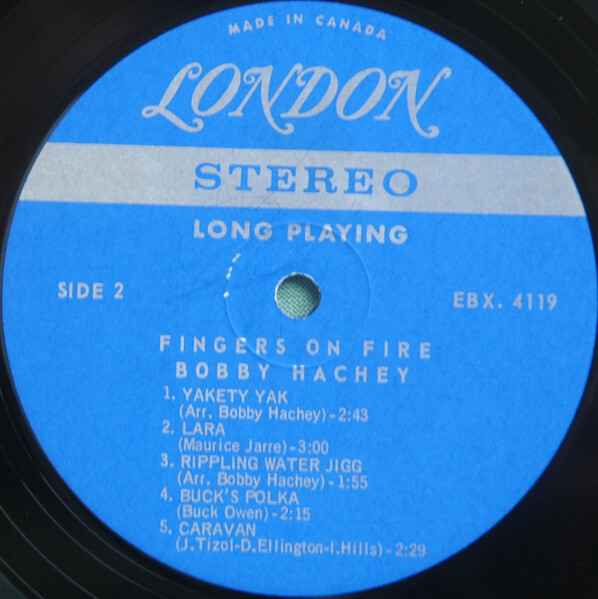 MADE IN CANADA
LONDON
STEREO
LONG PLAYING
SIDE 2
EBX. 4119
FINGERS ON FIRE
BOBBY HACHEY
1. YAKETY YAK
(Arr. Bobby Hachey) - 2:43
2. LARA
(Maurice Jarre) - 3:00
3. RIPPLING WATER JIGG
(Arr. Bobby Hachey) - 1:55
4. BUCK'S POLKA
(Buck Owen) - 2:15
5. CARAVAN
(J.Tizol-D.Ellington-I.Hills) - 2:29